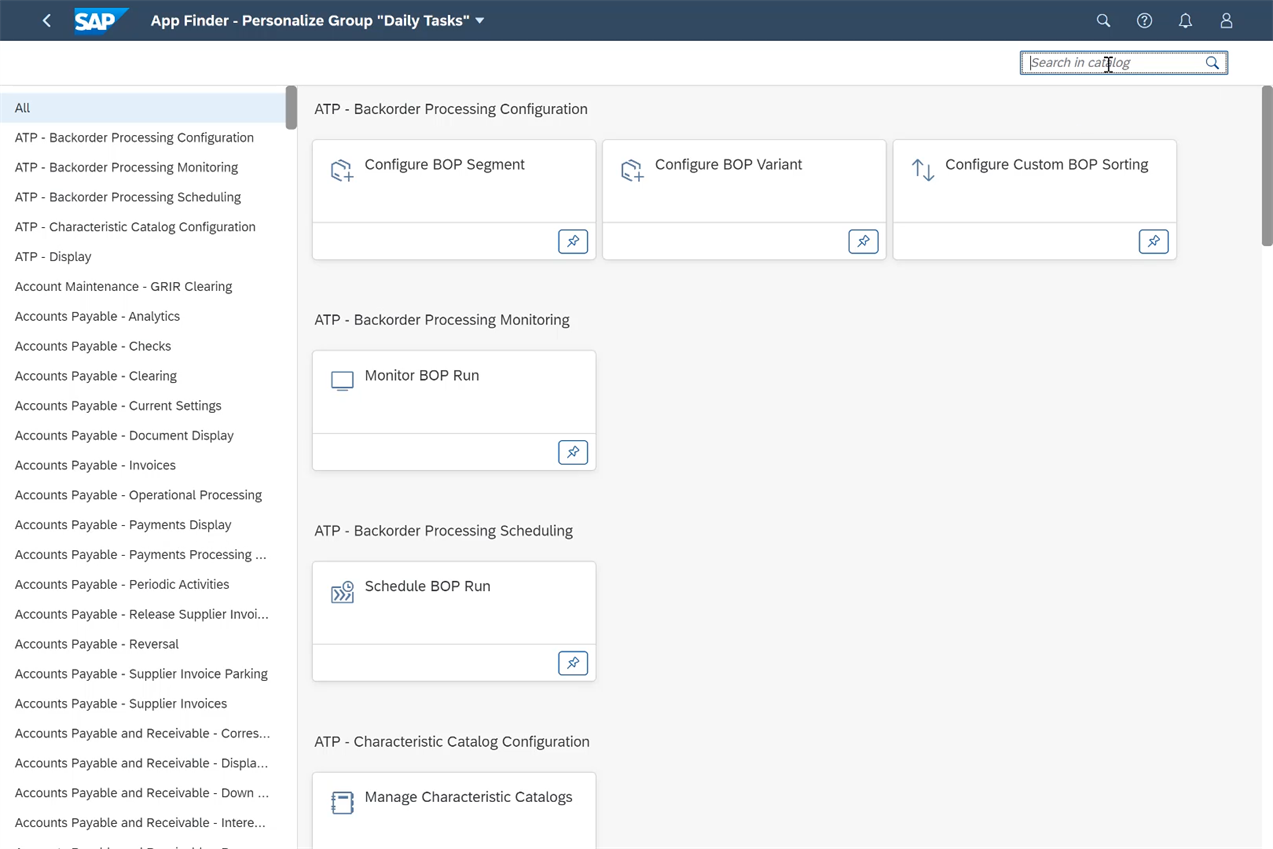 SAP App Finder - Personalize Group "Daily Tasks"
Search in catalog
All
ATP - Backorder Processing Configuration
ATP - Backorder Processing Monitoring
ATP - Backorder Processing Scheduling
ATP - Characteristic Catalog Configuration
ATP - Display
Account Maintenance - GRIR Clearing
Accounts Payable - Analytics
Accounts Payable - Checks
Accounts Payable - Clearing
Accounts Payable - Current Settings
Accounts Payable - Document Display
Accounts Payable - Invoices
Accounts Payable - Operational Processing
Accounts Payable - Payments Display
Accounts Payable - Payments Processing ...
Accounts Payable - Periodic Activities
Accounts Payable - Release Supplier Invoi...
Accounts Payable - Reversal
Accounts Payable - Supplier Invoice Parking
Accounts Payable - Supplier Invoices
Accounts Payable and Receivable - Corres...
Accounts Payable and Receivable - Displa...
Accounts Payable and Receivable - Down ...
Accounts Payable and Receivable - Intere...
ATP - Backorder Processing Configuration
Configure BOP Segment
Configure BOP Variant
Configure Custom BOP Sorting
ATP - Backorder Processing Monitoring
Monitor BOP Run
ATP - Backorder Processing Scheduling
Schedule BOP Run
ATP - Characteristic Catalog Configuration
Manage Characteristic Catalogs